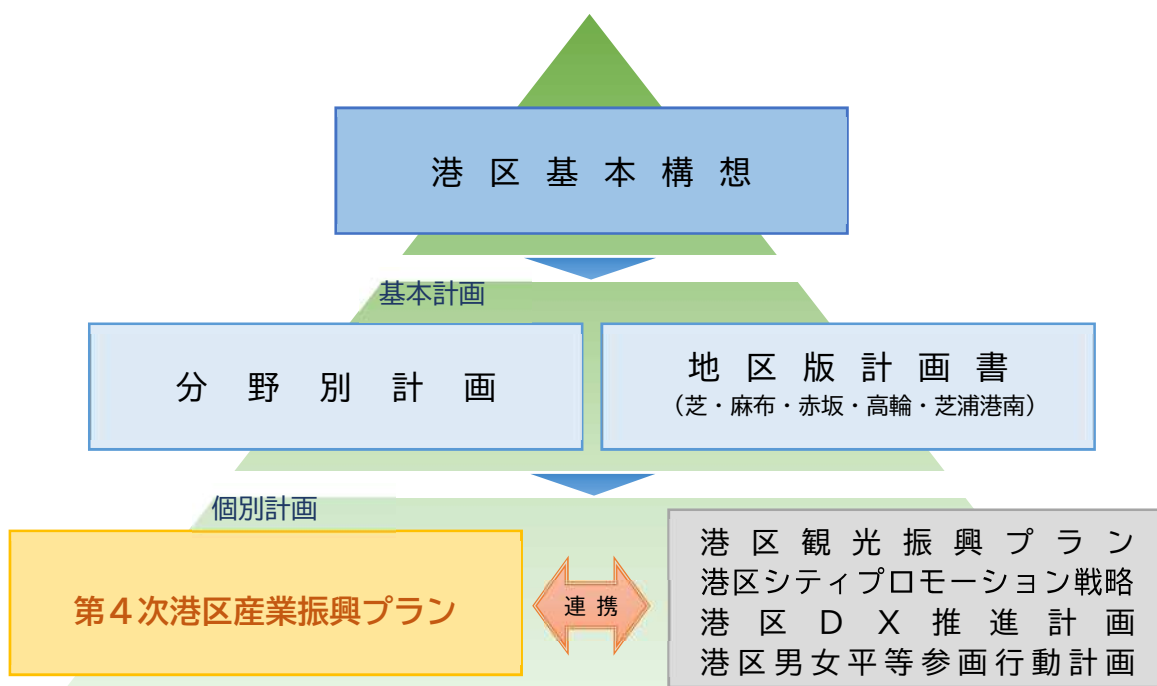 港区基本構想
基本計画
分野別計画
地区版計画書
（芝・麻布・赤坂・高輪・芝浦港南）
個別計画
第４次港区産業振興プラン
連携
港区観光振興プラン
港区シティプロモーション戦略
港区ＤＸ推進計画
港区男女平等参画行動計画